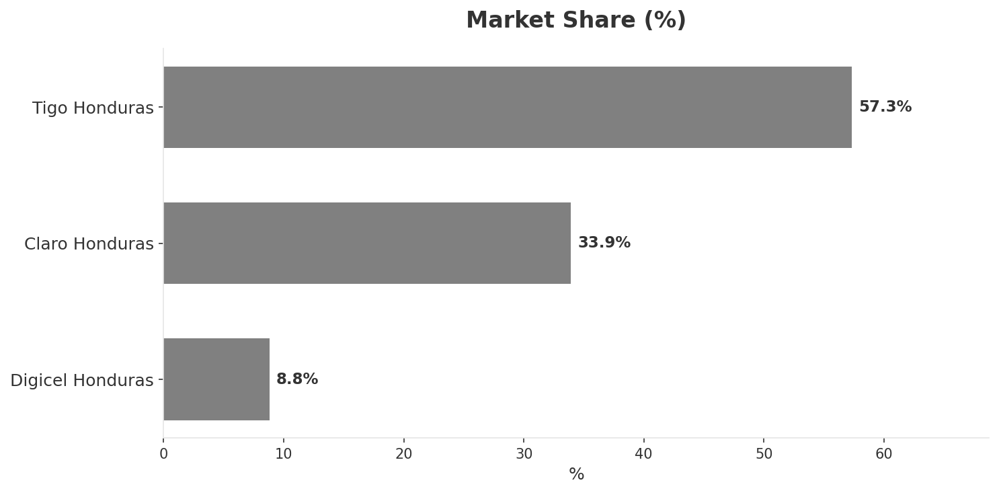 Market Share (%)
Tigo Honduras
57.3%
Claro Honduras
33.9%
Digicel Honduras
8.8%
0 10 20 30 40 50 60
%